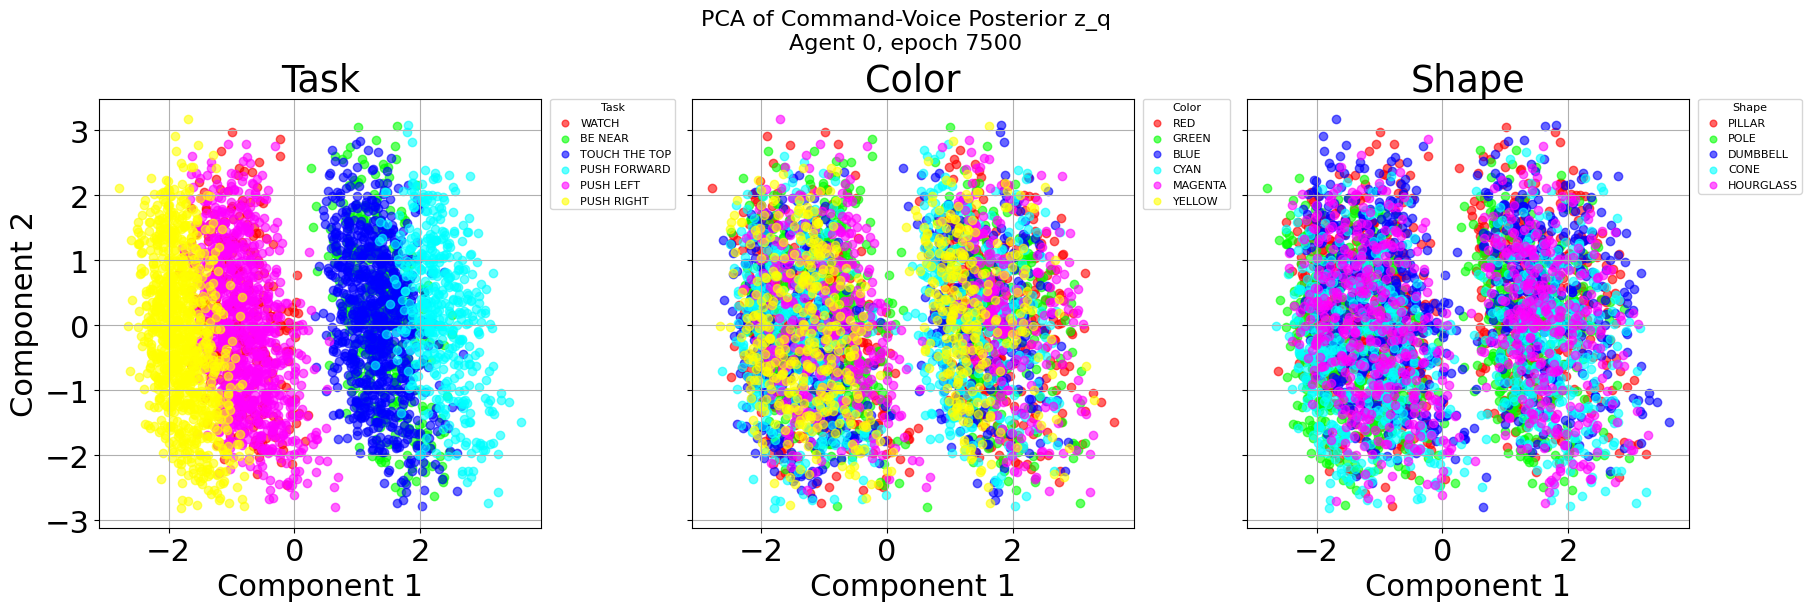 PCA of Command-Voice Posterior z_q
Agent 0, epoch 7500
Task
Color
Shape
Task
WATCH
BE NEAR
TOUCH THE TOP
PUSH FORWARD
PUSH LEFT
PUSH RIGHT
Color
RED
GREEN
BLUE
CYAN
MAGENTA
YELLOW
Shape
PILLAR
POLE
DUMBBELL
CONE
HOURGLASS
Component 2
3
2
1
0
−1
−2
−3
−2 0 2
−2 0 2
−2 0 2
Component 1
Component 1
Component 1